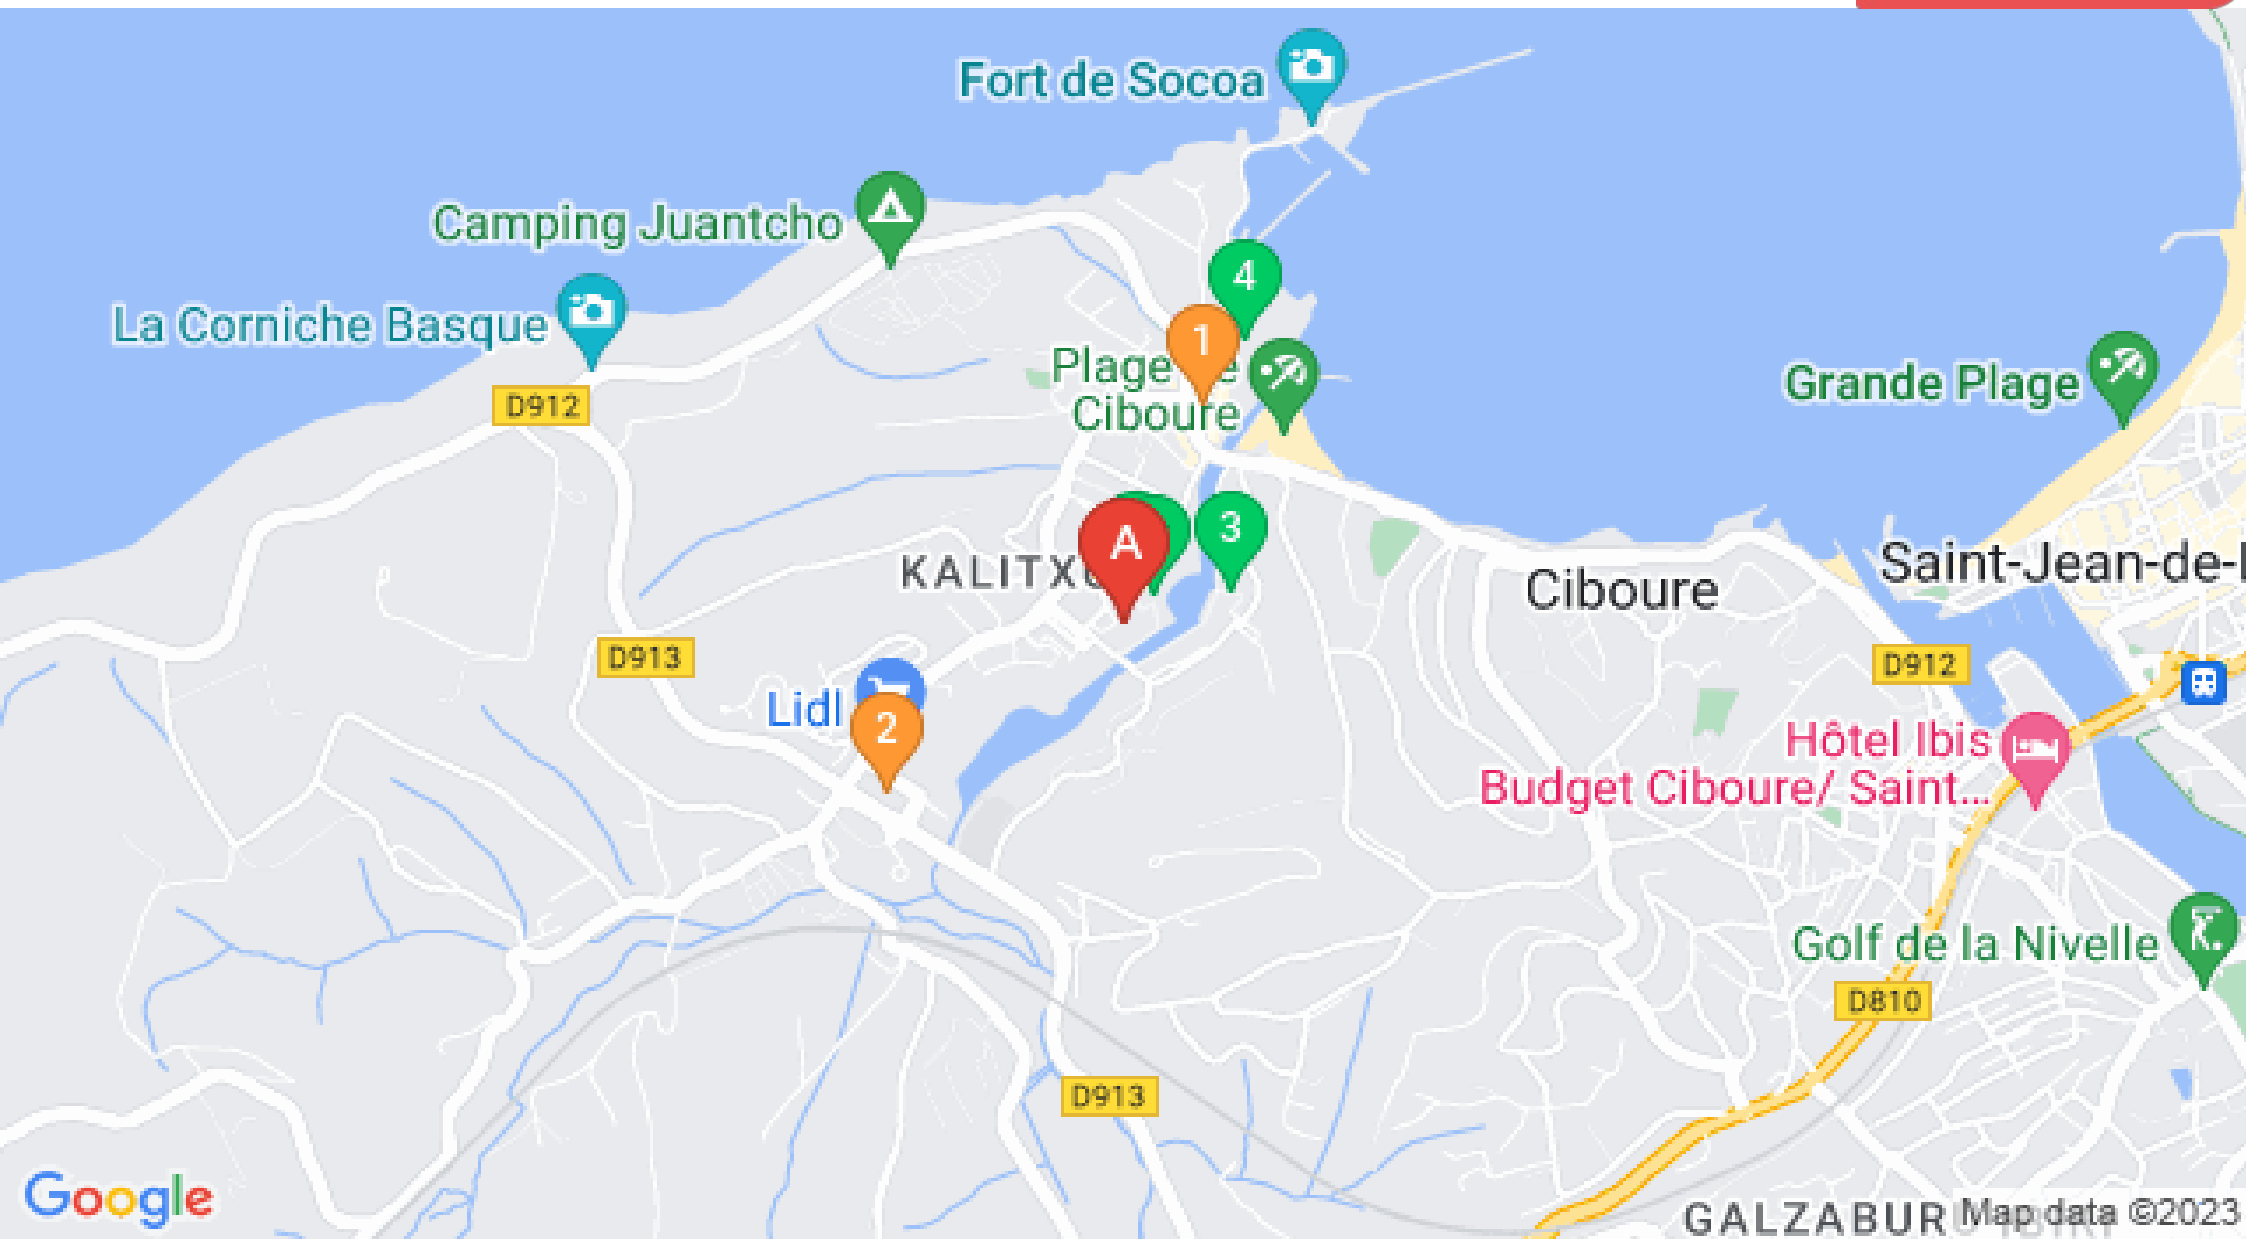 Fort de Socoa
Camping Juantcho
La Corniche Basque
4
1
Plage
Ciboure
Grande Plage
D912
A
3
KALITX
Ciboure
Saint-Jean-de-
D913
D912
Lidl
2
Hôtel Ibis
Budget Ciboure/ Saint...
Golf de la Nivelle
D810
D913
Google
GALZABUR
Map data ©2023